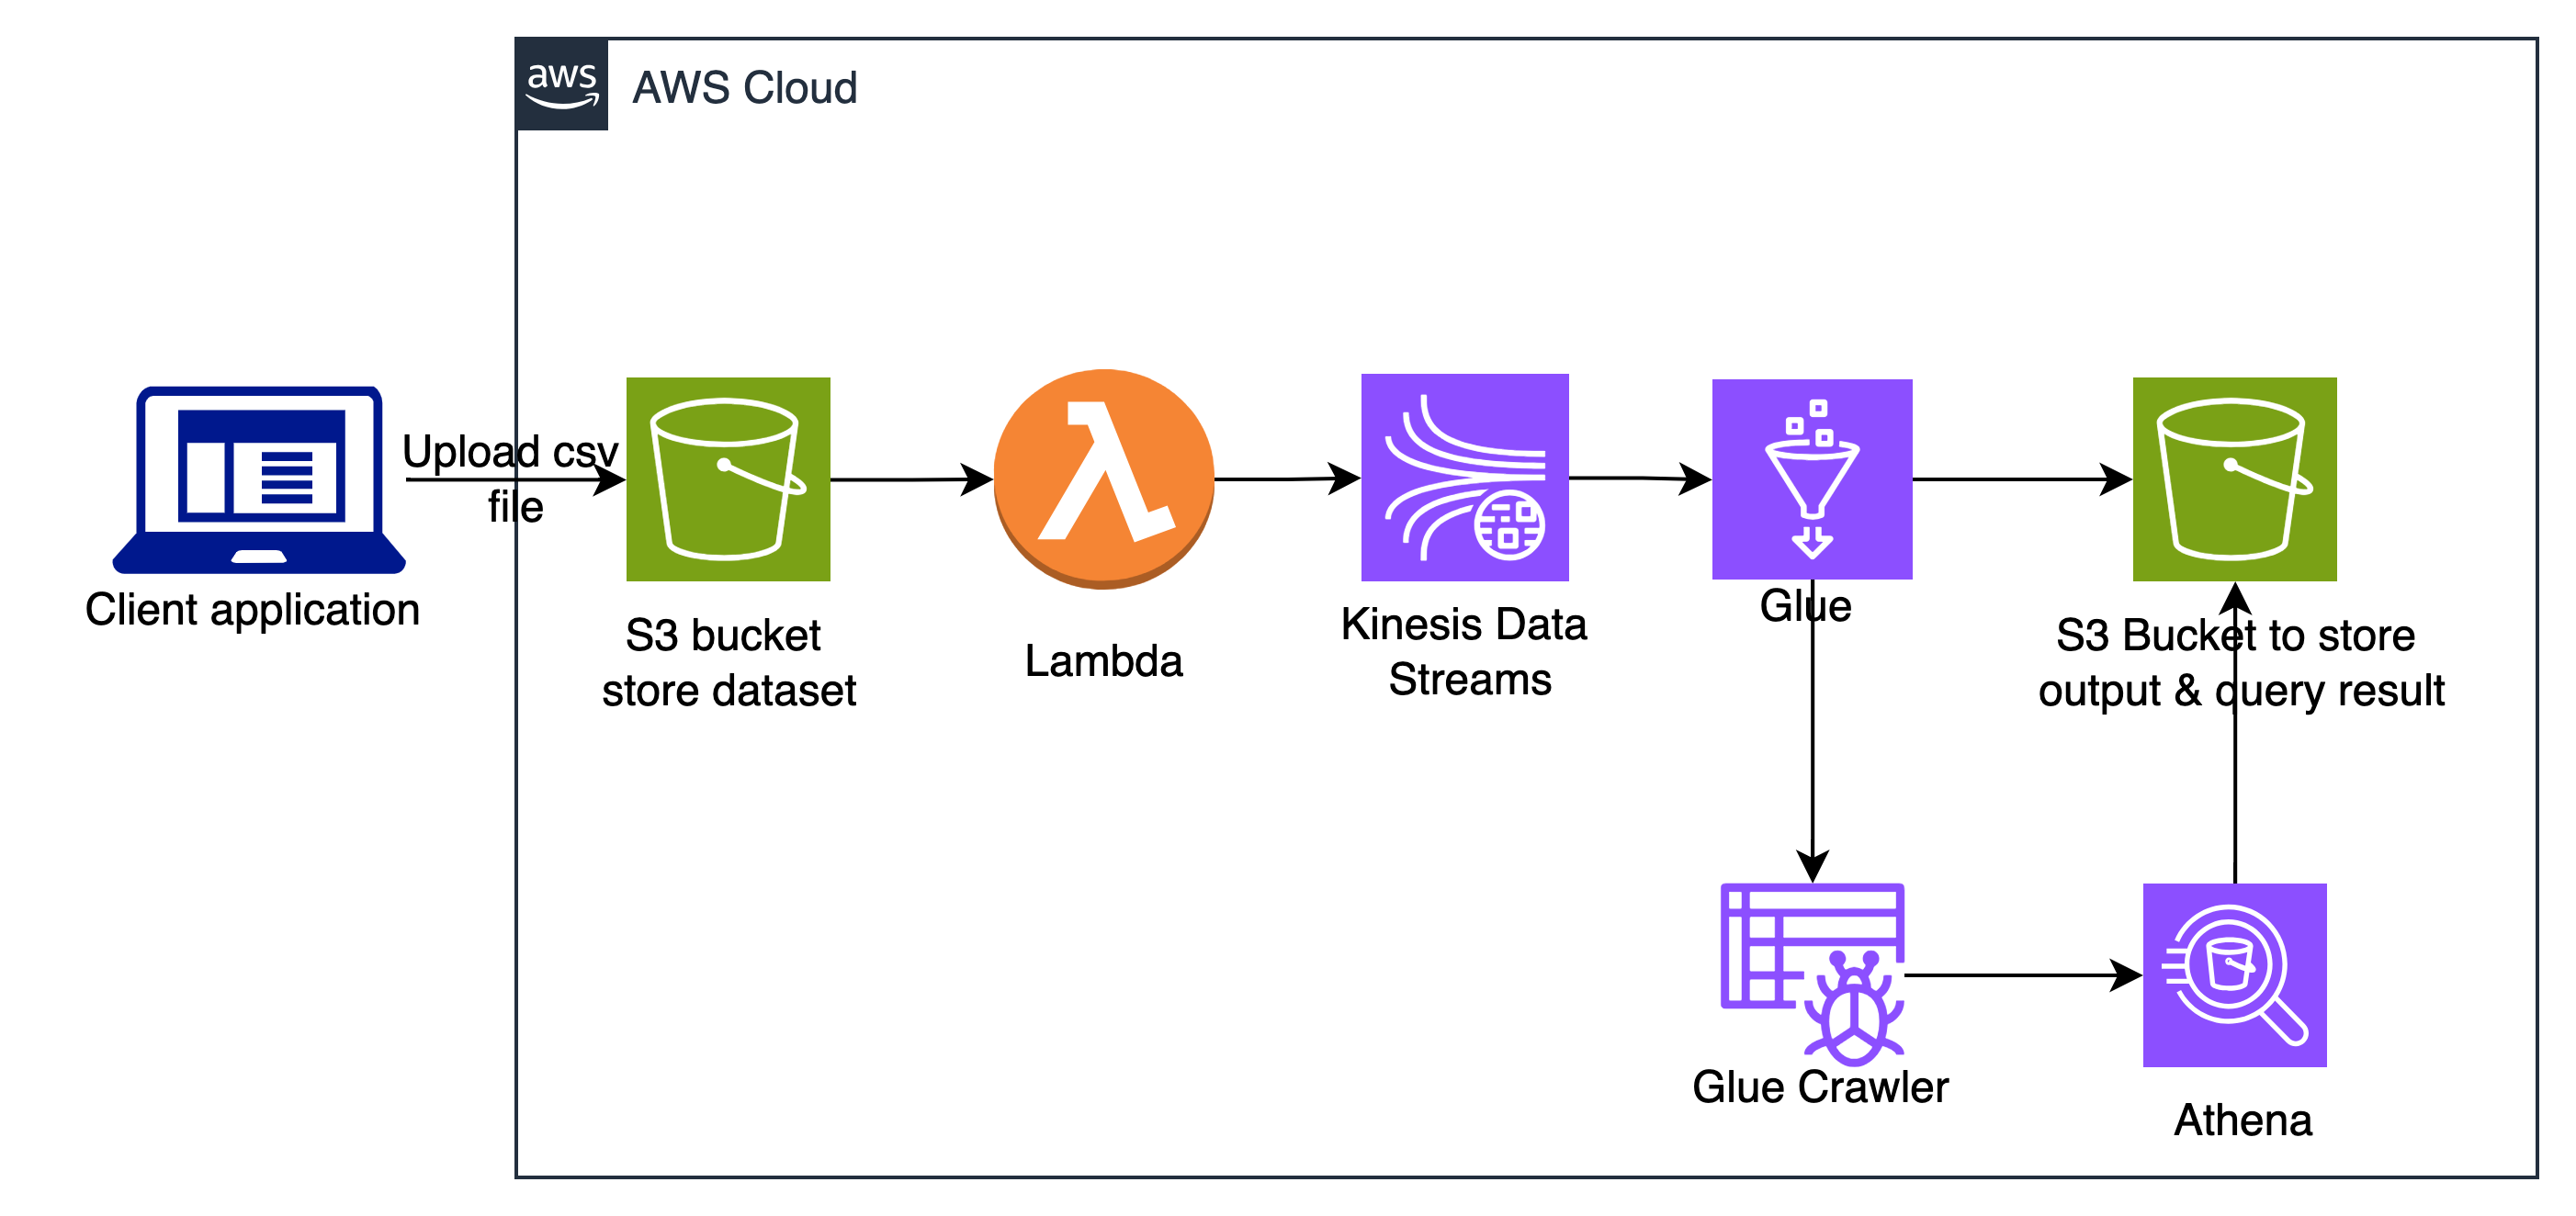 aws
AWS Cloud
Upload csv
file
Client application
S3 bucket
store dataset
Lambda
Kinesis Data
Streams
Glue
S3 Bucket to store
output & query result
Glue Crawler
Athena